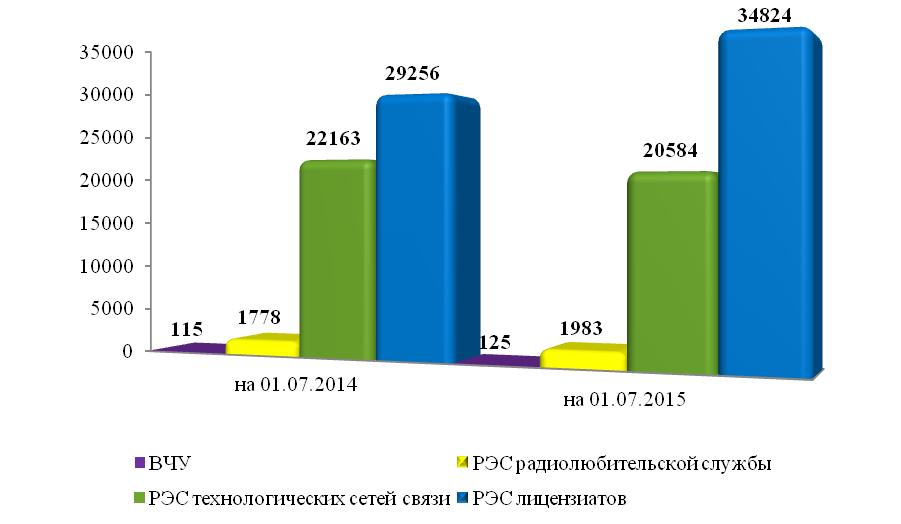 34824
35000
30000
25000
20000
15000
10000
5000
0
29256
22163
20584
115
1778
125
1983
на 01.07.2014
на 01.07.2015
ВЧУ
РЭС радиолюбительской службы
РЭС технологических сетей связи
РЭС лицензиатов